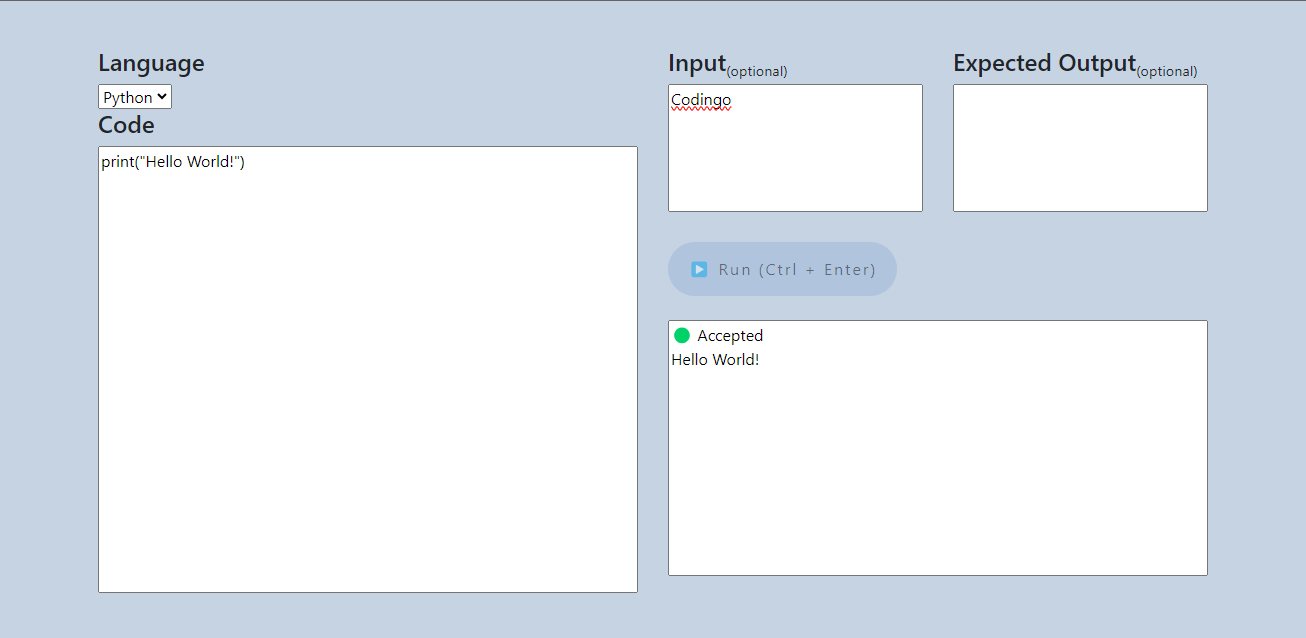 Language
Python
Code
print("Hello World!")
Input(optional)
Codingo
Expected Output(optional)
Run (Ctrl + Enter)
Accepted
Hello World!